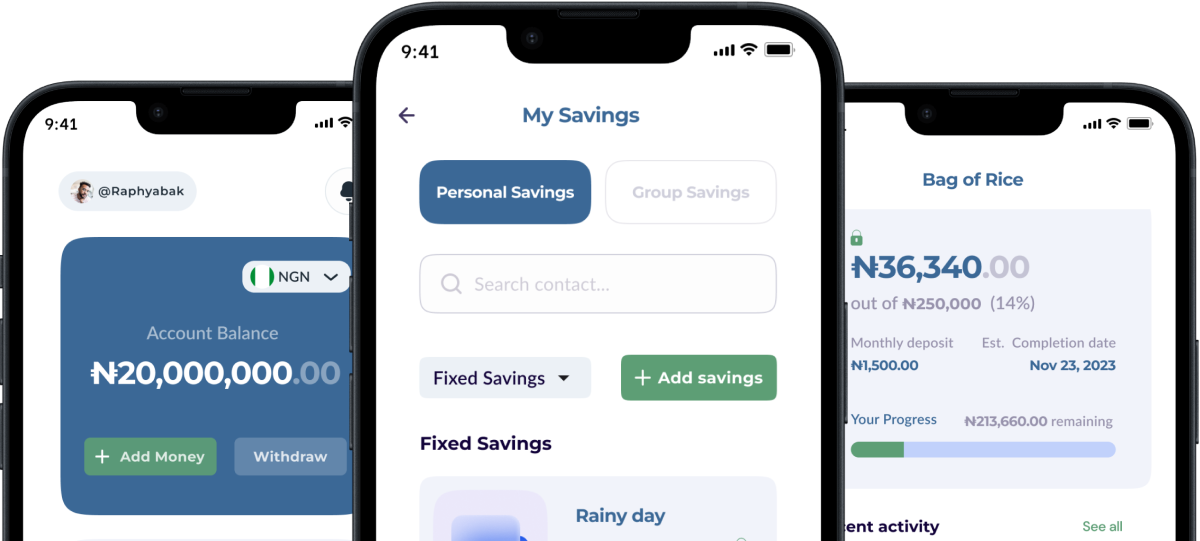 9:41
@Raphyabak
NGN
Account Balance
₦20,000,000.00
+ Add Money
Withdraw
9:41
My Savings
Personal Savings
Group Savings
Search contact...
Fixed Savings
+ Add savings
Fixed Savings
Rainy day
Bag of Rice
₦36,340.00
out of ₦250,000 (14%)
Monthly deposit
Est. Completion date
₦1,500.00
Nov 23, 2023
Your Progress
₦213,660.00 remaining
cent activity
See all